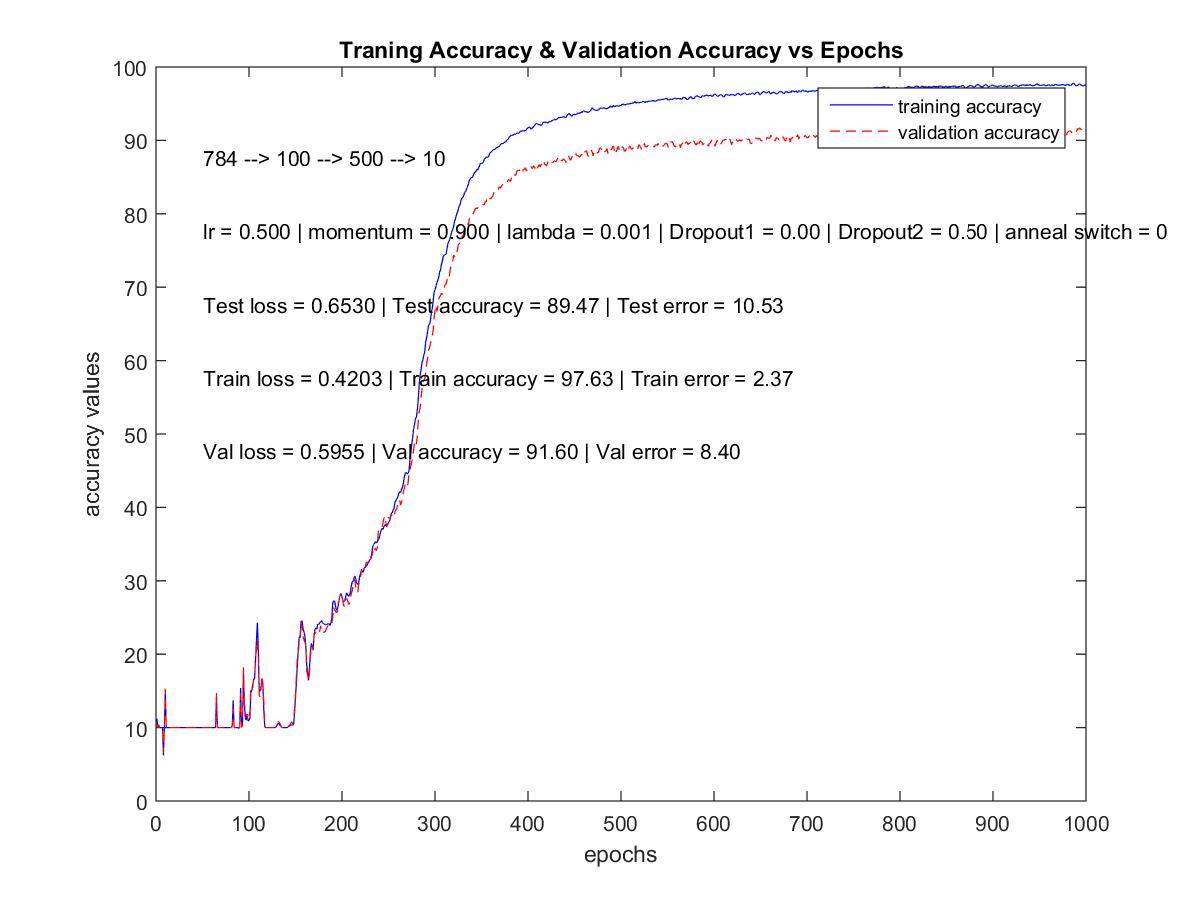 Traning Accuracy & Validation Accuracy vs Epochs
100
90
80
70
60
50
40
30
20
10
0
accuracy values
training accuracy
validation accuracy
784 --> 100 --> 500 --> 10
lr = 0.500 | momentum = 0.900 | lambda = 0.001 | Dropout1 = 0.00 | Dropout2 = 0.50 | anneal switch = 0
Test loss = 0.6530 | Test accuracy = 89.47 | Test error = 10.53
Train loss = 0.4203 | Train accuracy = 97.63 | Train error = 2.37
Val loss = 0.5955 | Val accuracy = 91.60 | Val error = 8.40
0 100 200 300 400 500 600 700 800 900 1000
epochs